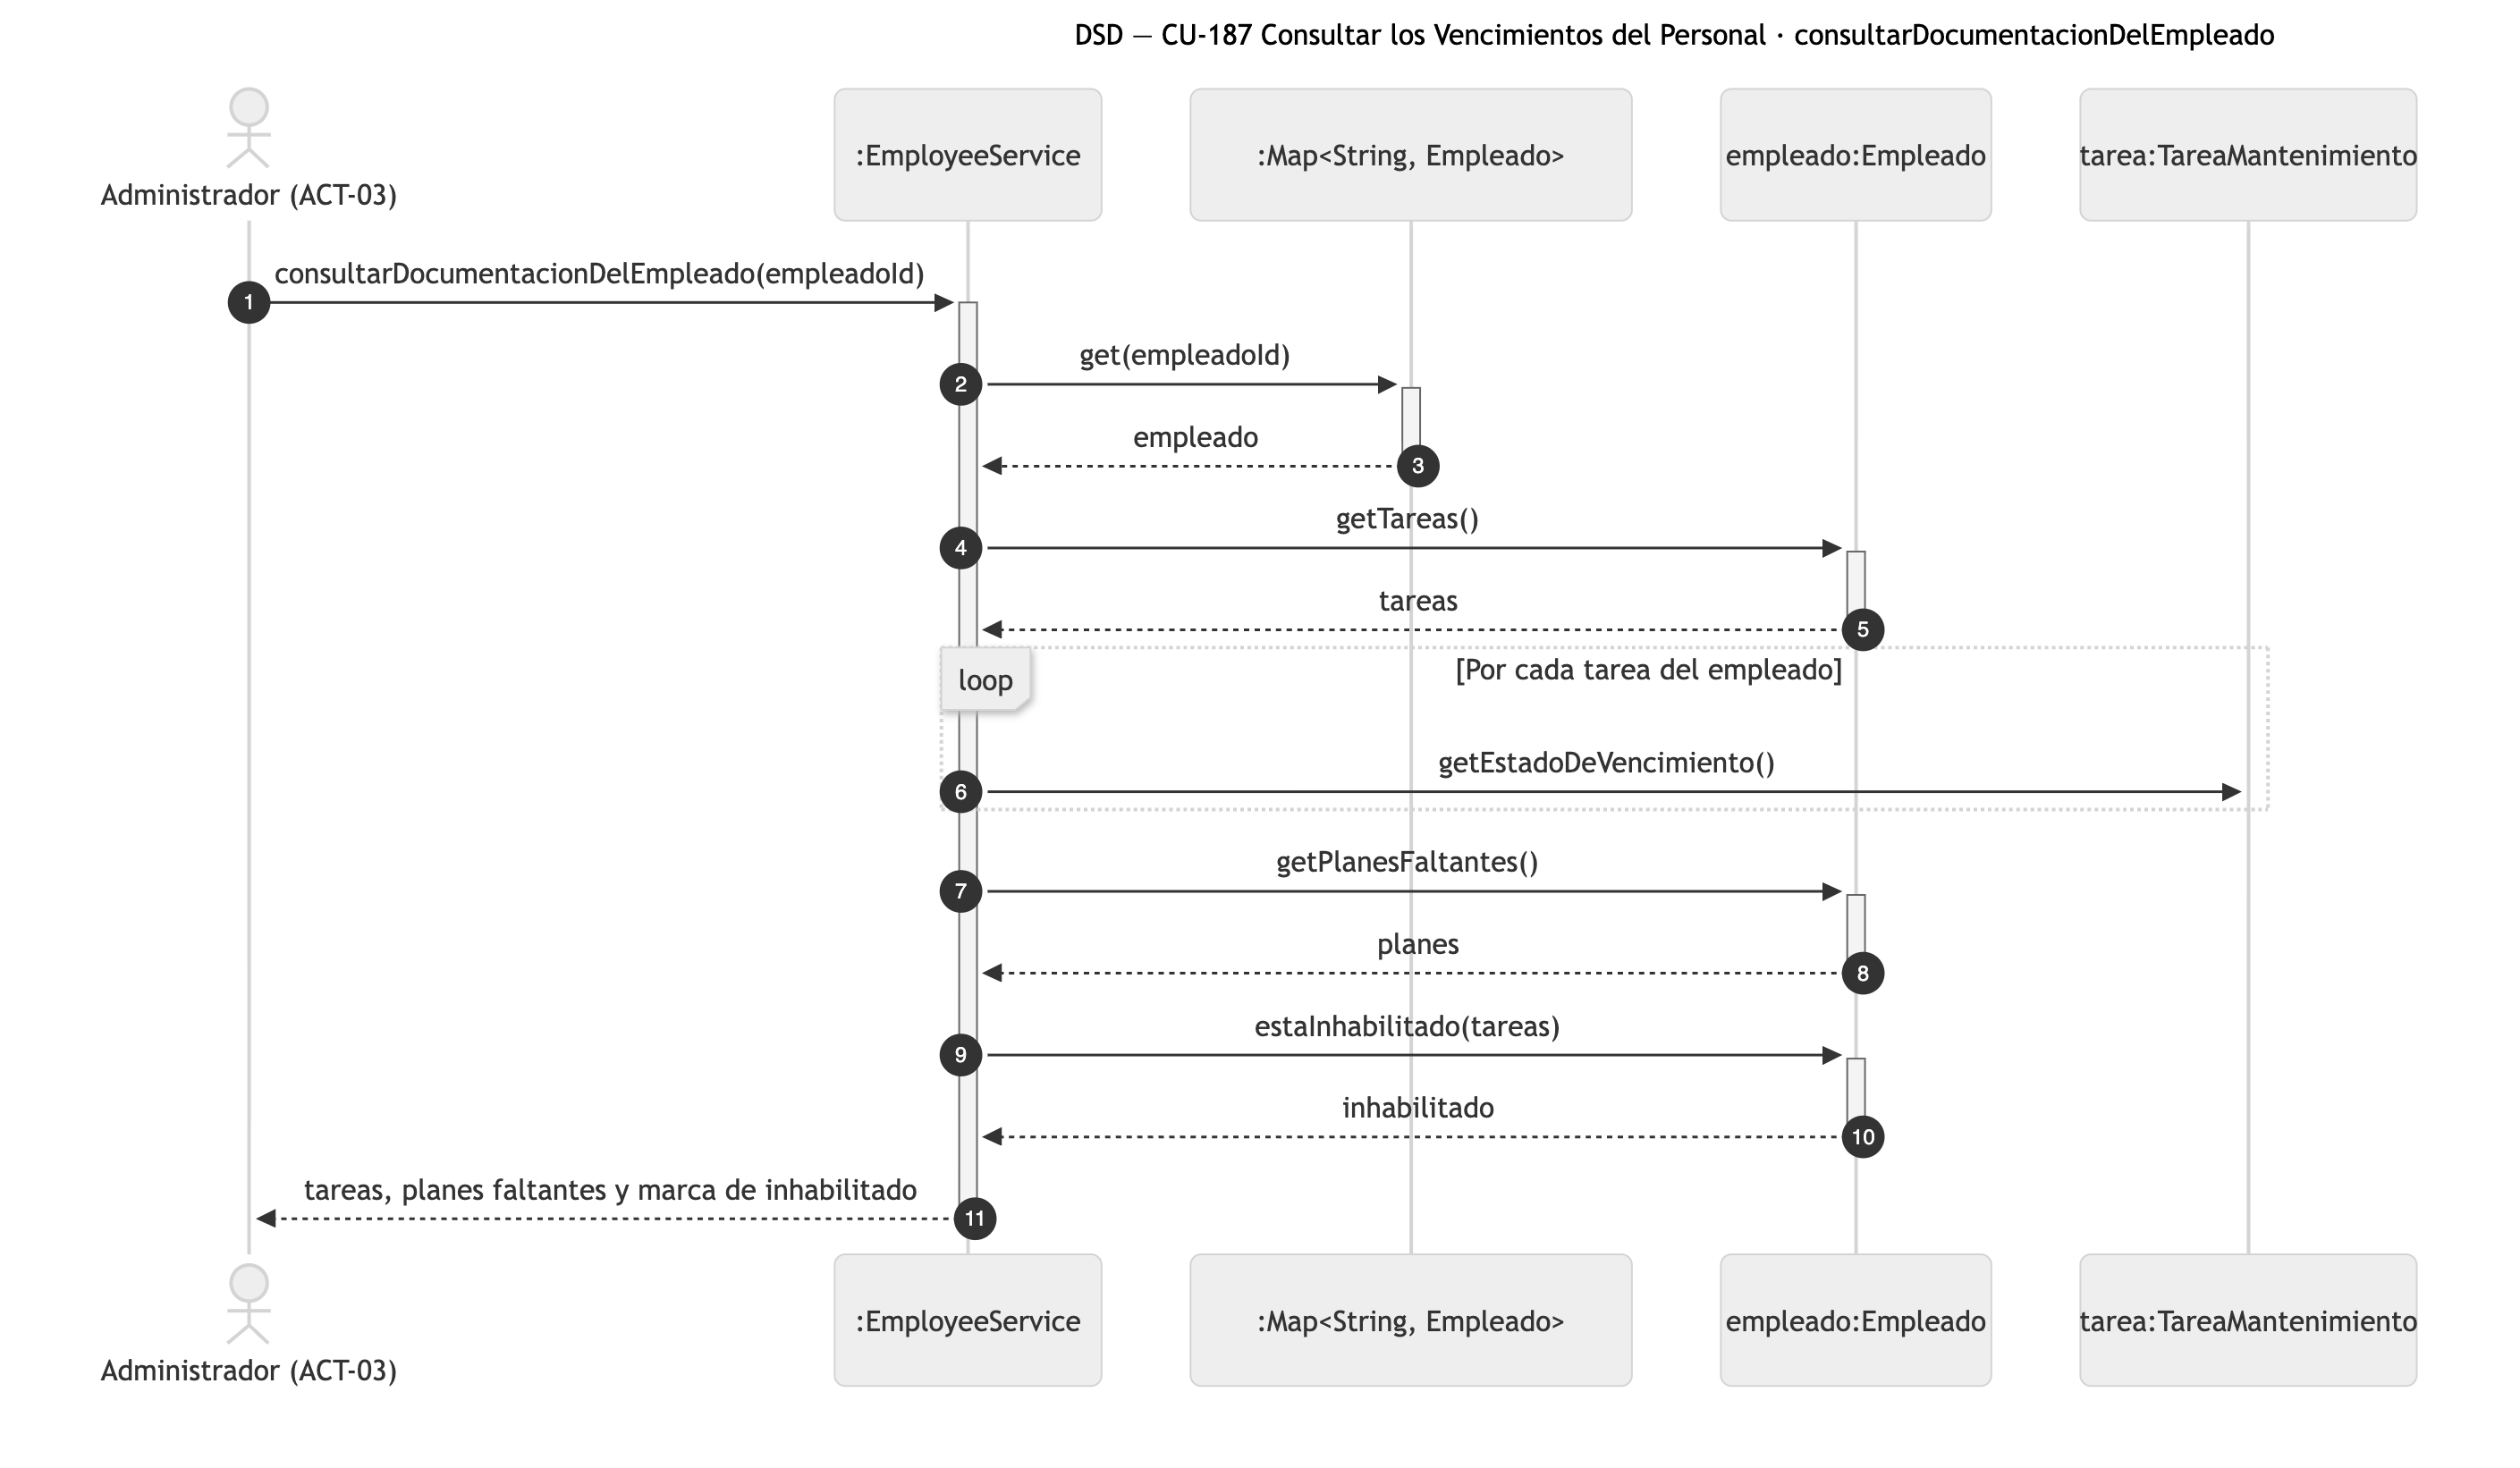 DSD — CU-187 Consultar los Vencimientos del Personal · consultarDocumentacionDelEmpleado
Administrador (ACT-03)
:EmployeeService
:Map<String, Empleado>
empleado:Empleado
tarea:TareaMantenimiento
consultarDocumentacionDelEmpleado(empleadoId)
1
get(empleadoId)
2
empleado
3
getTareas()
4
tareas
5
loop
[Por cada tarea del empleado]
getEstadoDeVencimiento()
6
getPlanesFaltantes()
7
planes
8
estaInhabilitado(tareas)
9
inhabilitado
10
tareas, planes faltantes y marca de inhabilitado
11
Administrador (ACT-03)
:EmployeeService
:Map<String, Empleado>
empleado:Empleado
tarea:TareaMantenimiento